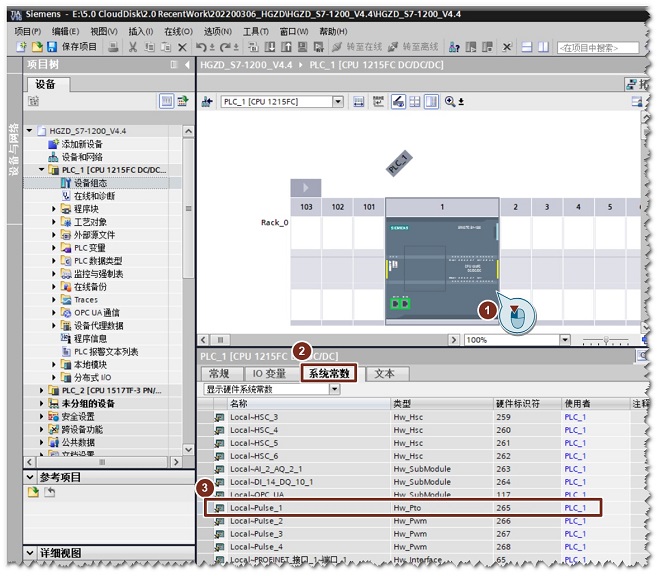 Siemens - E:\5.0 CloudDisk\2.0 RecentWork\202200306_HGZD\HGZD_S7-1200_V4.4\HGZD_S7-1200_V4.4
项目(P) 编辑(E) 视图(V) 插入(I) 在线(O) 选项(N) 工具(T) 窗口(W) 帮助(H)
保存项目 转至在线 转至离线 <在项目中搜索>
项目树
HGZD_S7-1200_V4.4 ▸ PLC_1 [CPU 1215FC DC/DC/DC]
设备
PLC_1 [CPU 1215FC]
设备与网络
HGZD_S7-1200_V4.4
添加新设备
设备和网络
PLC_1 [CPU 1215FC DC/DC...
设备组态
在线和诊断
程序块
工艺对象
外部源文件
PLC 变量
PLC 数据类型
监控与强制表
在线备份
Traces
OPC UA 通信
设备代理数据
程序信息
PLC 报警文本列表
本地模块
分布式 I/O
PLC_2 [CPU 1517TF-3 PN/...
未分组的设备
安全设置
跨设备功能
公共数据
文档设置
参考项目
详细视图
PLC_1
103 102 101 1 2 3 4 5
Rack_0
SIEMENS
1
100%
PLC_1 [CPU 1215FC DC/DC/DC]
2
常规 IO 变量 系统常数 文本
显示硬件系统常数
名称 类型 硬件标识符 使用者 注释
Local~HSC_3 Hw_Hsc 259 PLC_1
Local~HSC_4 Hw_Hsc 260 PLC_1
Local~HSC_5 Hw_Hsc 261 PLC_1
Local~HSC_6 Hw_Hsc 262 PLC_1
Local~AI_2_AQ_2_1 Hw_SubModule 263 PLC_1
Local~DI_14_DQ_10_1 Hw_SubModule 264 PLC_1
Local~OPC_UA Hw_SubModule 117 PLC_1
3
Local~Pulse_1 Hw_Pto 265 PLC_1
Local~Pulse_2 Hw_Pwm 266 PLC_1
Local~Pulse_3 Hw_Pwm 267 PLC_1
Local~Pulse_4 Hw_Pwm 268 PLC_1
Local~PROFINET_接口_1~端口_1 Hw_Interface 65 PLC_1